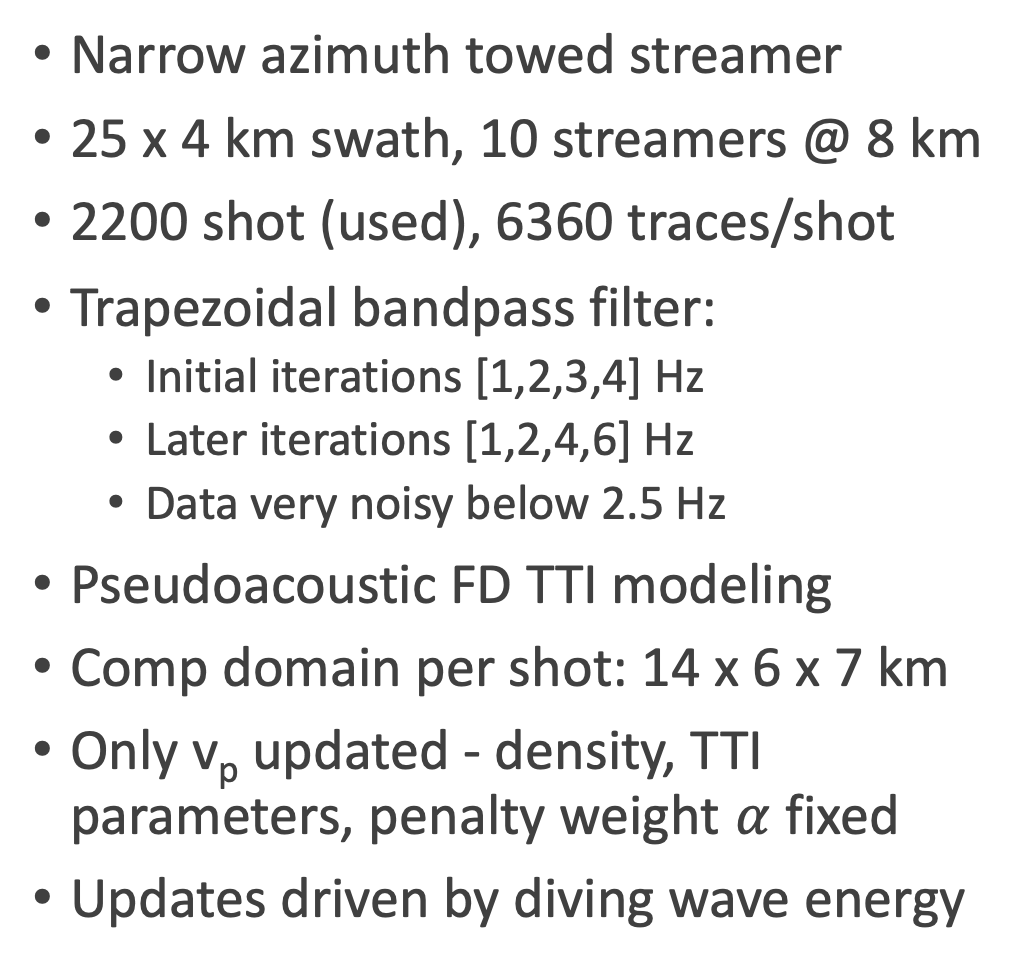 • Narrow azimuth towed streamer
• 25 x 4 km swath, 10 streamers @ 8 km
• 2200 shot (used), 6360 traces/shot
• Trapezoidal bandpass filter:
• Initial iterations [1,2,3,4] Hz
• Later iterations [1,2,4,6] Hz
• Data very noisy below 2.5 Hz
• Pseudoacoustic FD TTI modeling
• Comp domain per shot: 14 x 6 x 7 km
• Only vₚ updated - density, TTI
parameters, penalty weight 𝛼 fixed
• Updates driven by diving wave energy